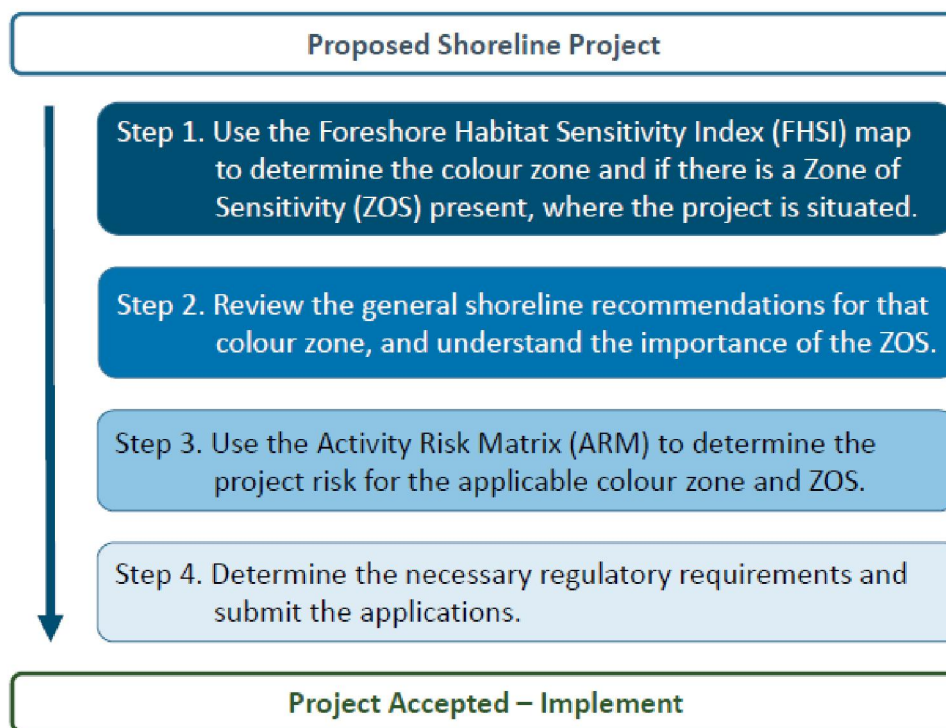 Proposed Shoreline Project
Step 1. Use the Foreshore Habitat Sensitivity Index (FHSI) map
to determine the colour zone and if there is a Zone of
Sensitivity (ZOS) present, where the project is situated.
Step 2. Review the general shoreline recommendations for that
colour zone, and understand the importance of the ZOS.
Step 3. Use the Activity Risk Matrix (ARM) to determine the
project risk for the applicable colour zone and ZOS.
Step 4. Determine the necessary regulatory requirements and
submit the applications.
Project Accepted – Implement